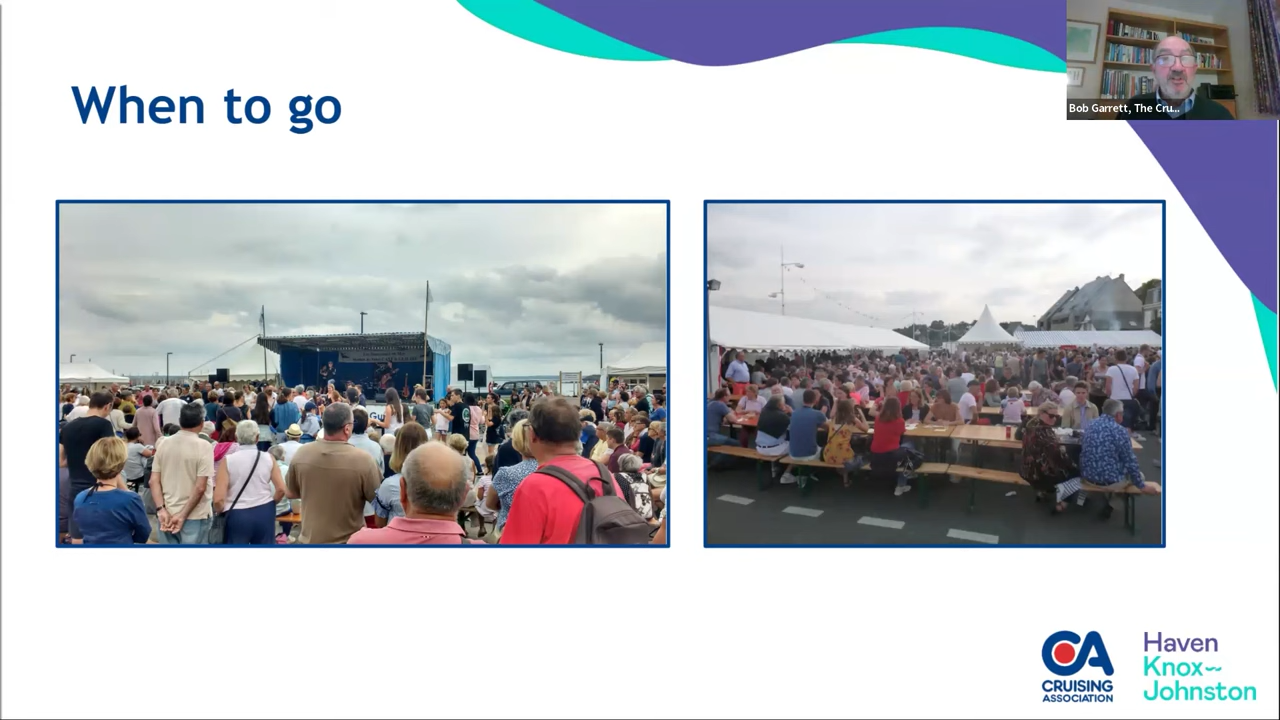 When to go
Bob Garrett, The Cru...
CA
CRUISING
ASSOCIATION
Haven
Knox~
Johnston